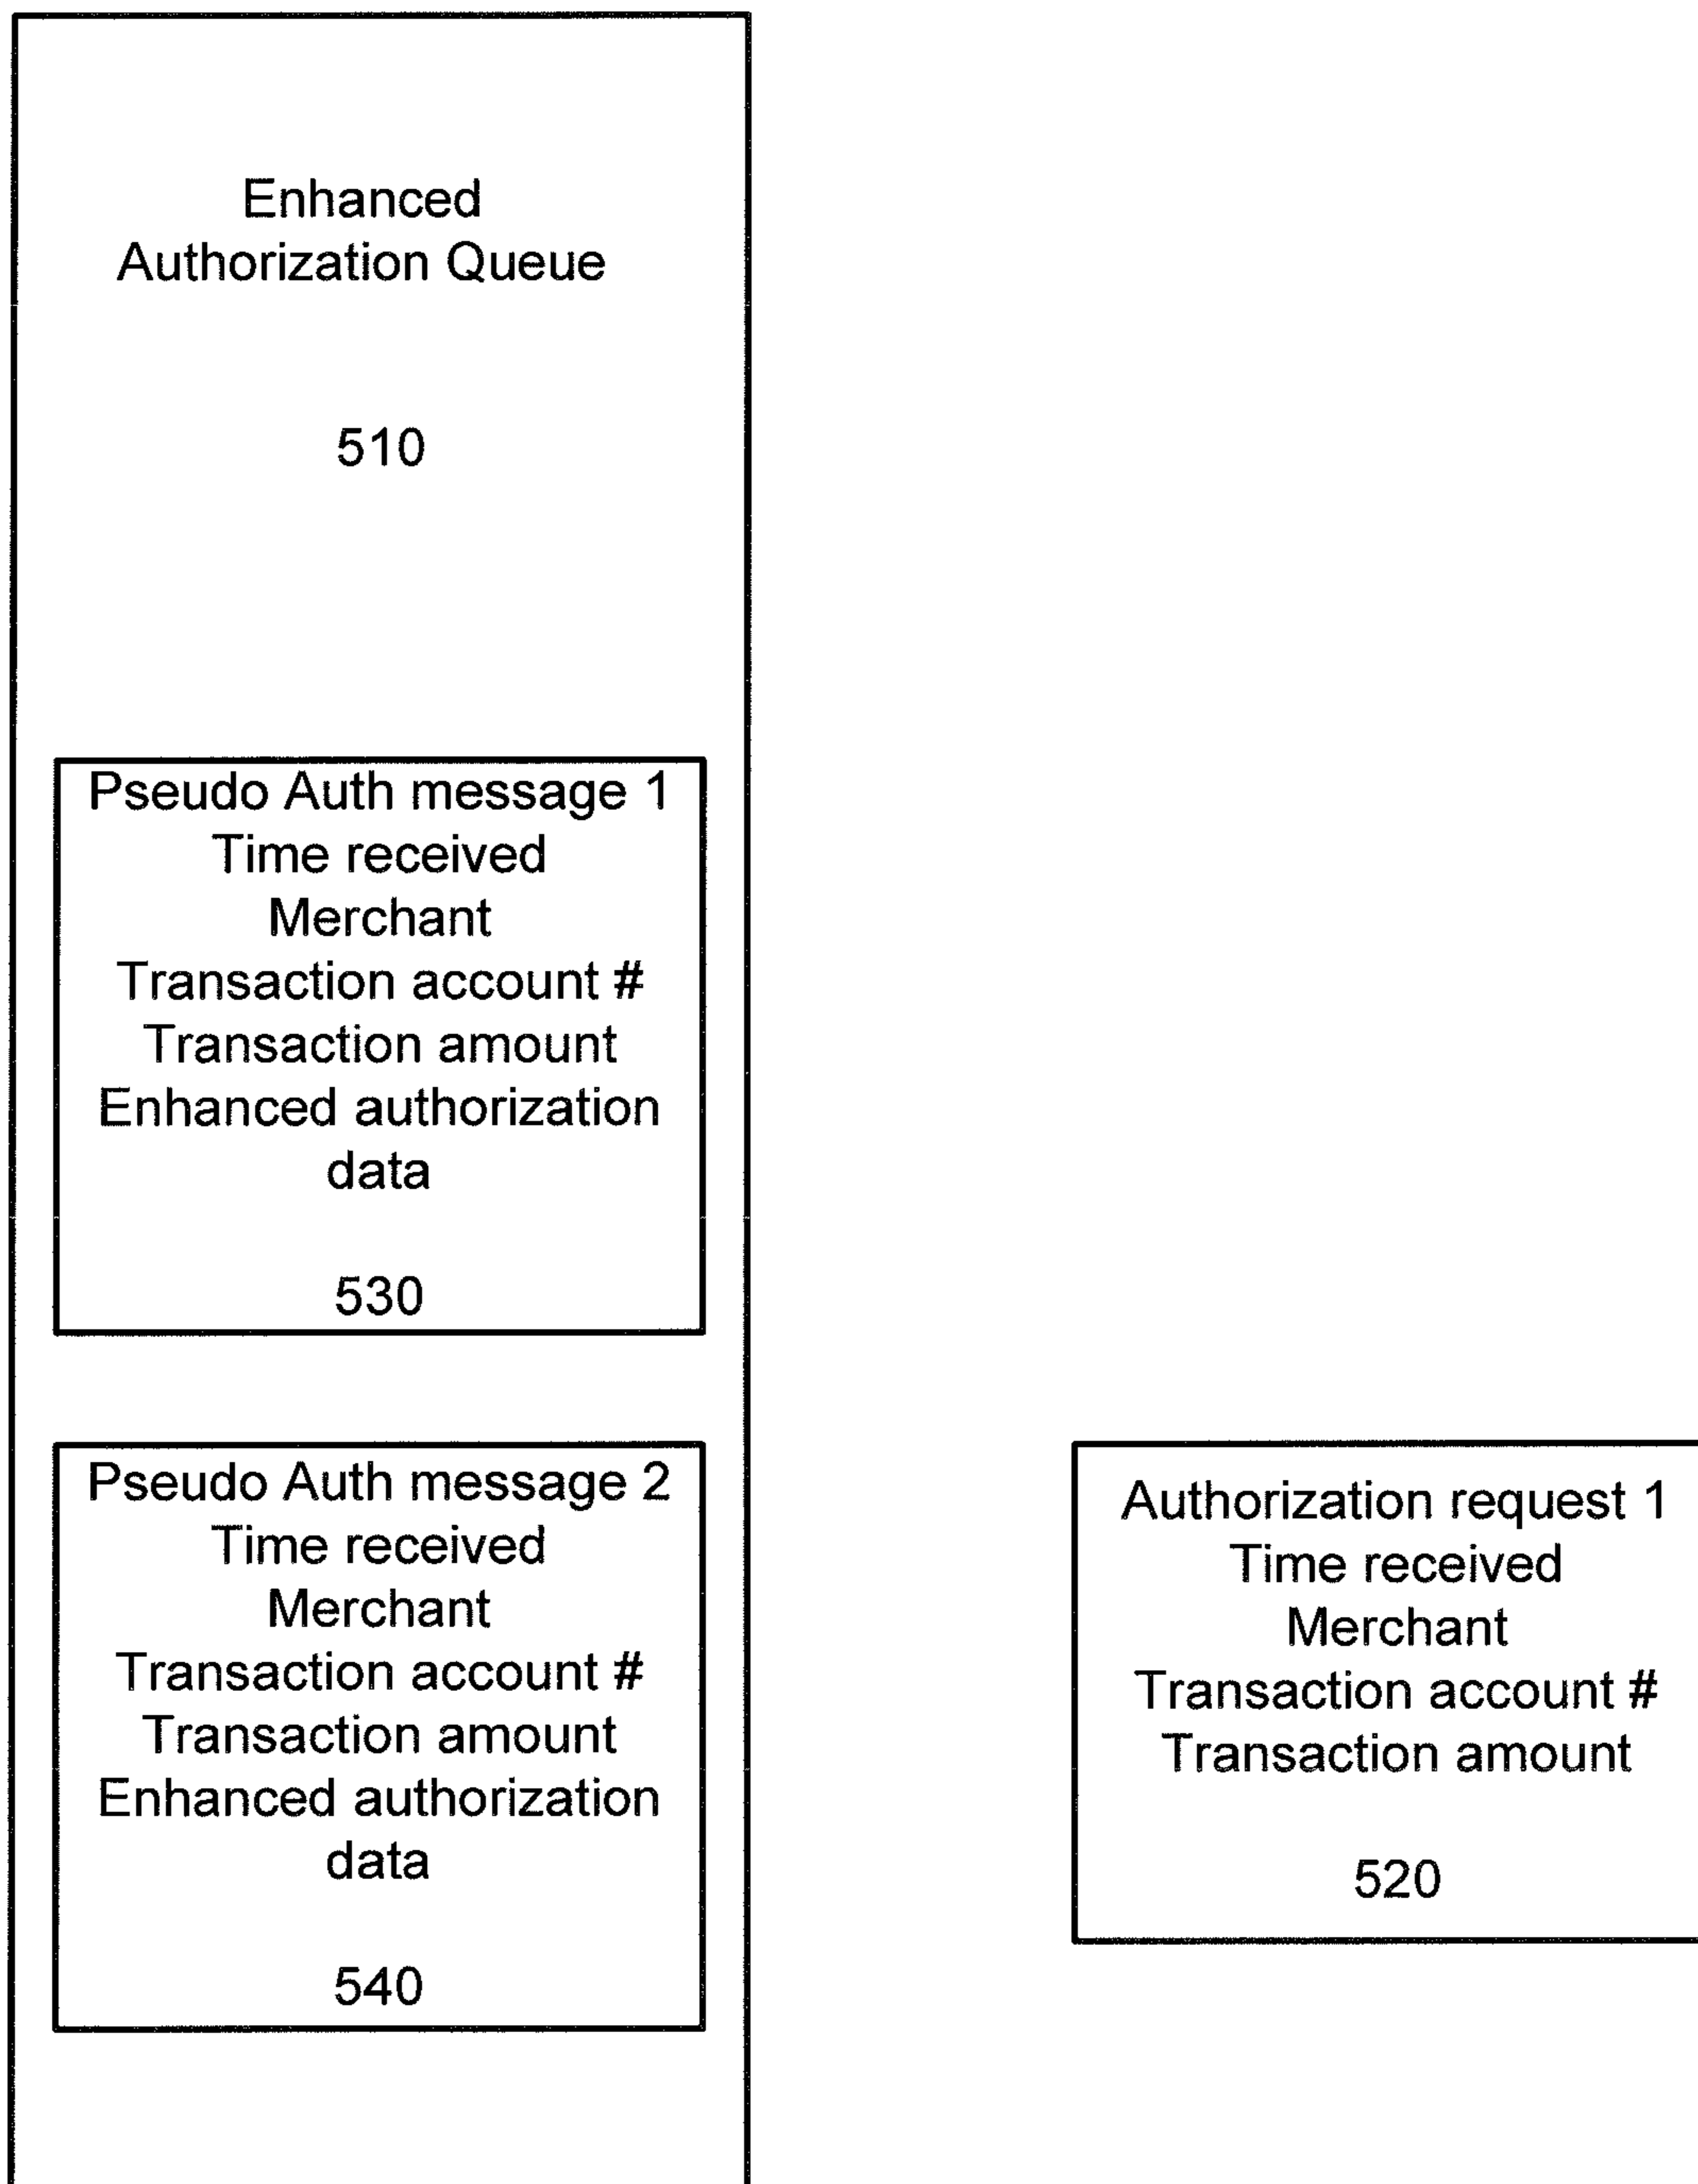 Enhanced
Authorization Queue
510
Pseudo Auth message 1
Time received
Merchant
Transaction account #
Transaction amount
Enhanced authorization
data
530
Pseudo Auth message 2
Time received
Merchant
Transaction account #
Transaction amount
Enhanced authorization
data
540
Authorization request 1
Time received
Merchant
Transaction account #
Transaction amount
520